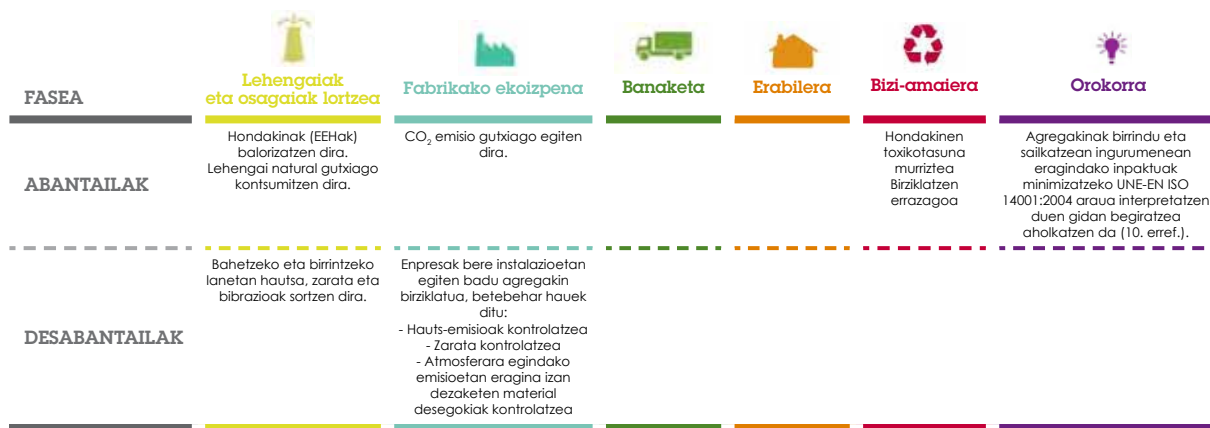 FASEA
Lehengaiak
eta osagaiak lortzea
Fabrikako ekoizpena
Banaketa
Erabilera
Bizi-amaiera
Orokorra
ABANTAILAK
Hondakinak (EEHak)
balorizatzen dira.
Lehengai natural gutxiago
kontsumitzen dira.
CO₂ emisio gutxiago egiten
dira.
Hondakinen
toxikotasuna
murriztea
Birziklatzen
errazagoa
Agregakinak birrindu eta
sailkatzean ingurumenean
eragindako inpaktuak
minimizatzeko UNE-EN ISO
14001:2004 araua interpretatzen
duen gidan begiratzea
aholkatzen da (10. erref.).
DESABANTAILAK
Bahetzeko eta birrintzeko
lanetan hautsa, zarata eta
bibrazioak sortzen dira.
Enpresak bere instalazioetan
egiten badu agregakin
birziklatua, betebehar hauek
ditu:
- Hauts-emisioak kontrolatzea
- Zarata kontrolatzea
- Atmosferara egindako
emisioetan eragina izan
dezaketen material
desegokiak kontrolatzea